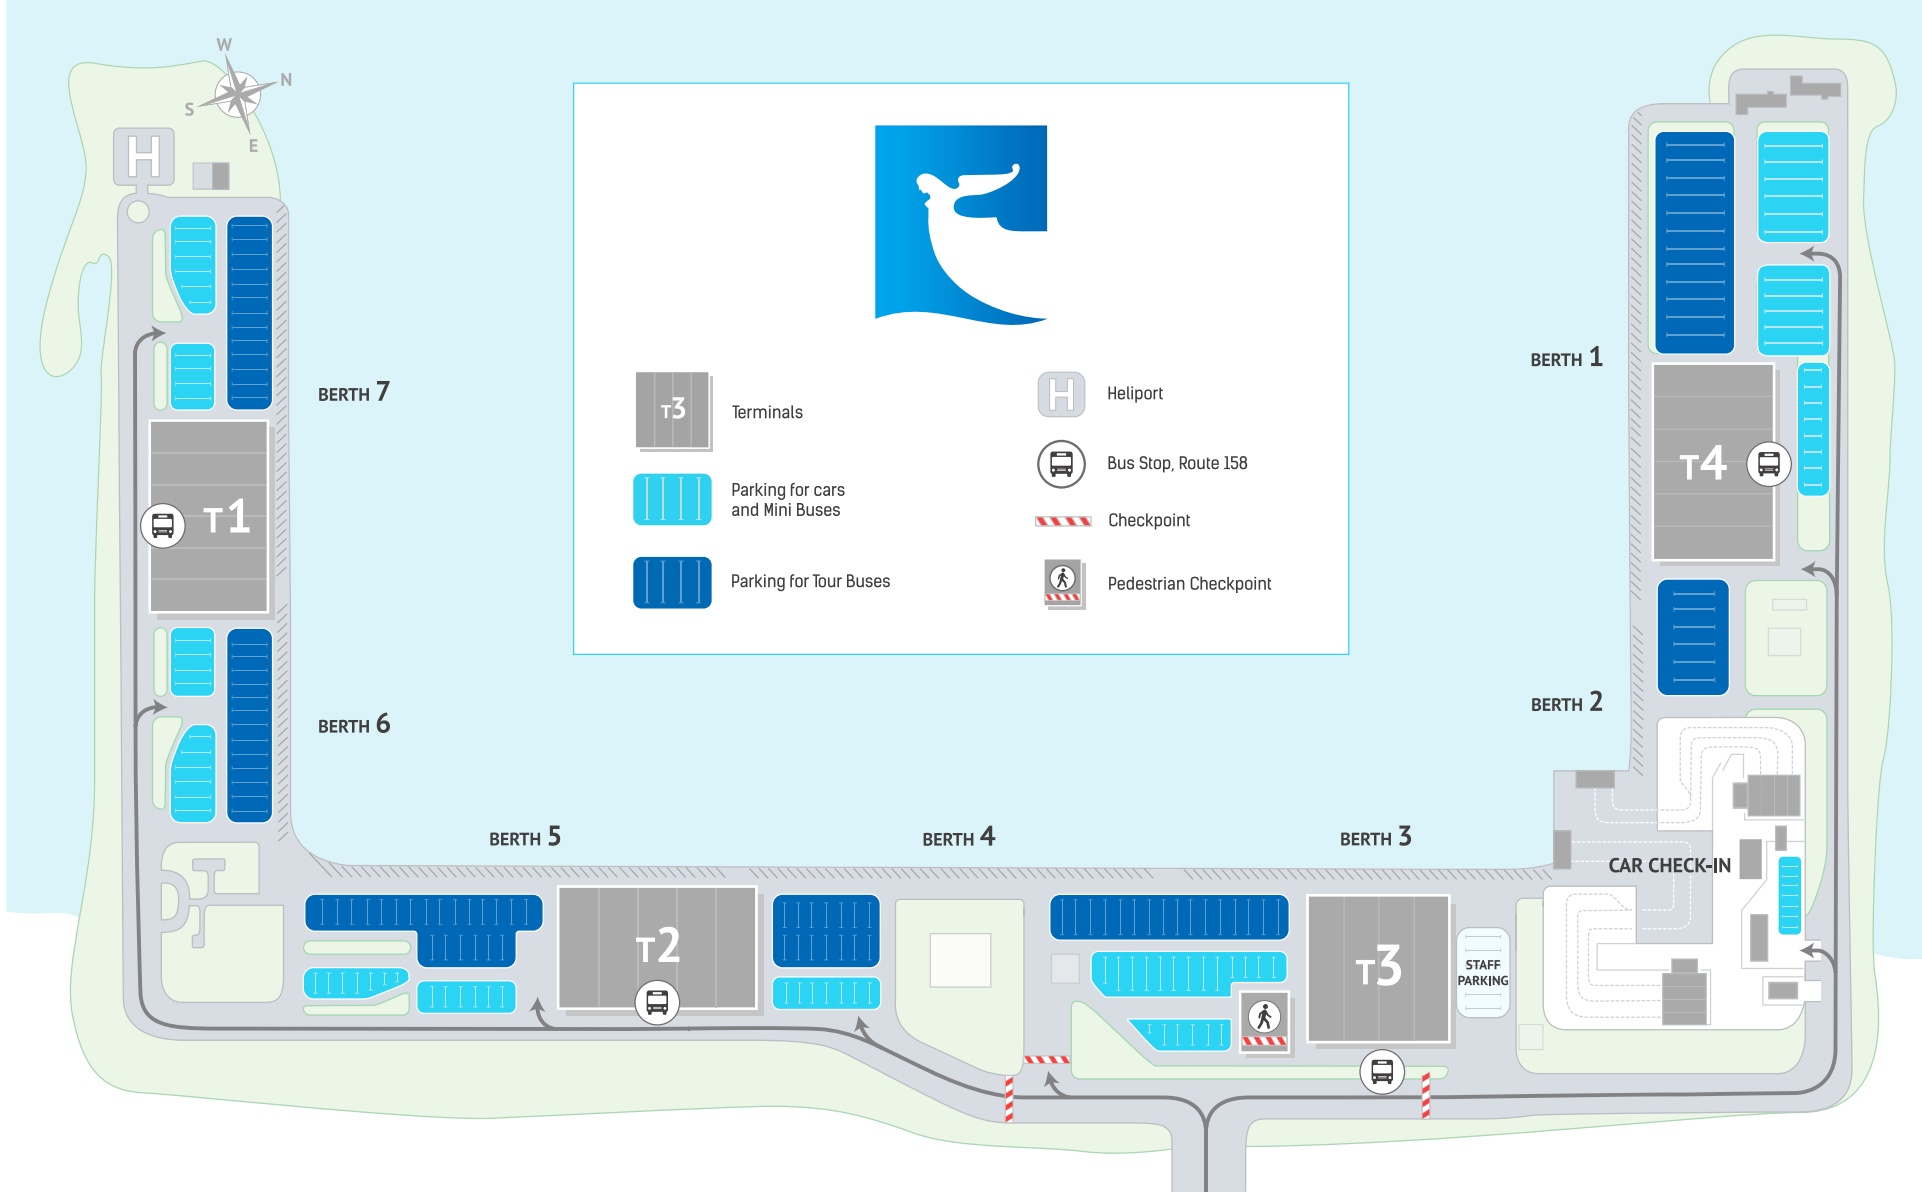 W
N
S
E
H
T3
Terminals
Parking for cars
and Mini Buses
Parking for Tour Buses
H
Heliport
Bus Stop, Route 158
Checkpoint
Pedestrian Checkpoint
BERTH 7
BERTH 1
T1
T4
BERTH 6
BERTH 2
BERTH 5
BERTH 4
BERTH 3
CAR CHECK-IN
T2
T3
STAFF
PARKING